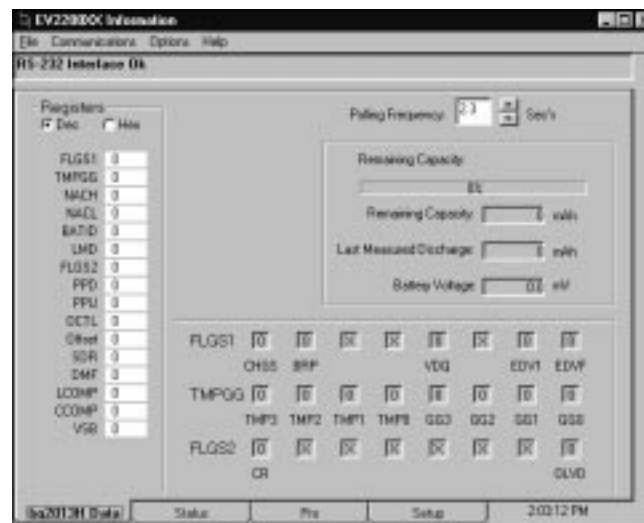 EV2200XX Information
File Communications Options Help
RS-232 Interface Ok
Registers
Dec Hex
Polling Frequency: 2.3 Sec's
FLGS1 0
TMPGG 0
NACH 0
NACL 0
BATID 0
LMD 0
FLGS2 0
PPD 0
PPU 0
OCTL 0
Offset 0
SDR 0
DMF 0
LCOMP 0
CCOMP 0
VSB 0
Remaining Capacity
0%
Remaining Capacity: 0 mAh
Last Measured Discharge: 0 mAh
Battery Voltage: 0.0 mV
FLGS1 0 0 X X 0 X 0 0
CHGS BRP VDQ EDV1 EDVF
TMPGG 0 0 0 0 0 0 0 0
TMP3 TMP2 TMP1 TMP0 GG3 GG2 GG1 GG0
FLGS2 0 X X X X X X 0
CR OLVD
bq2013H Data Status Pro Setup 2:03:12 PM